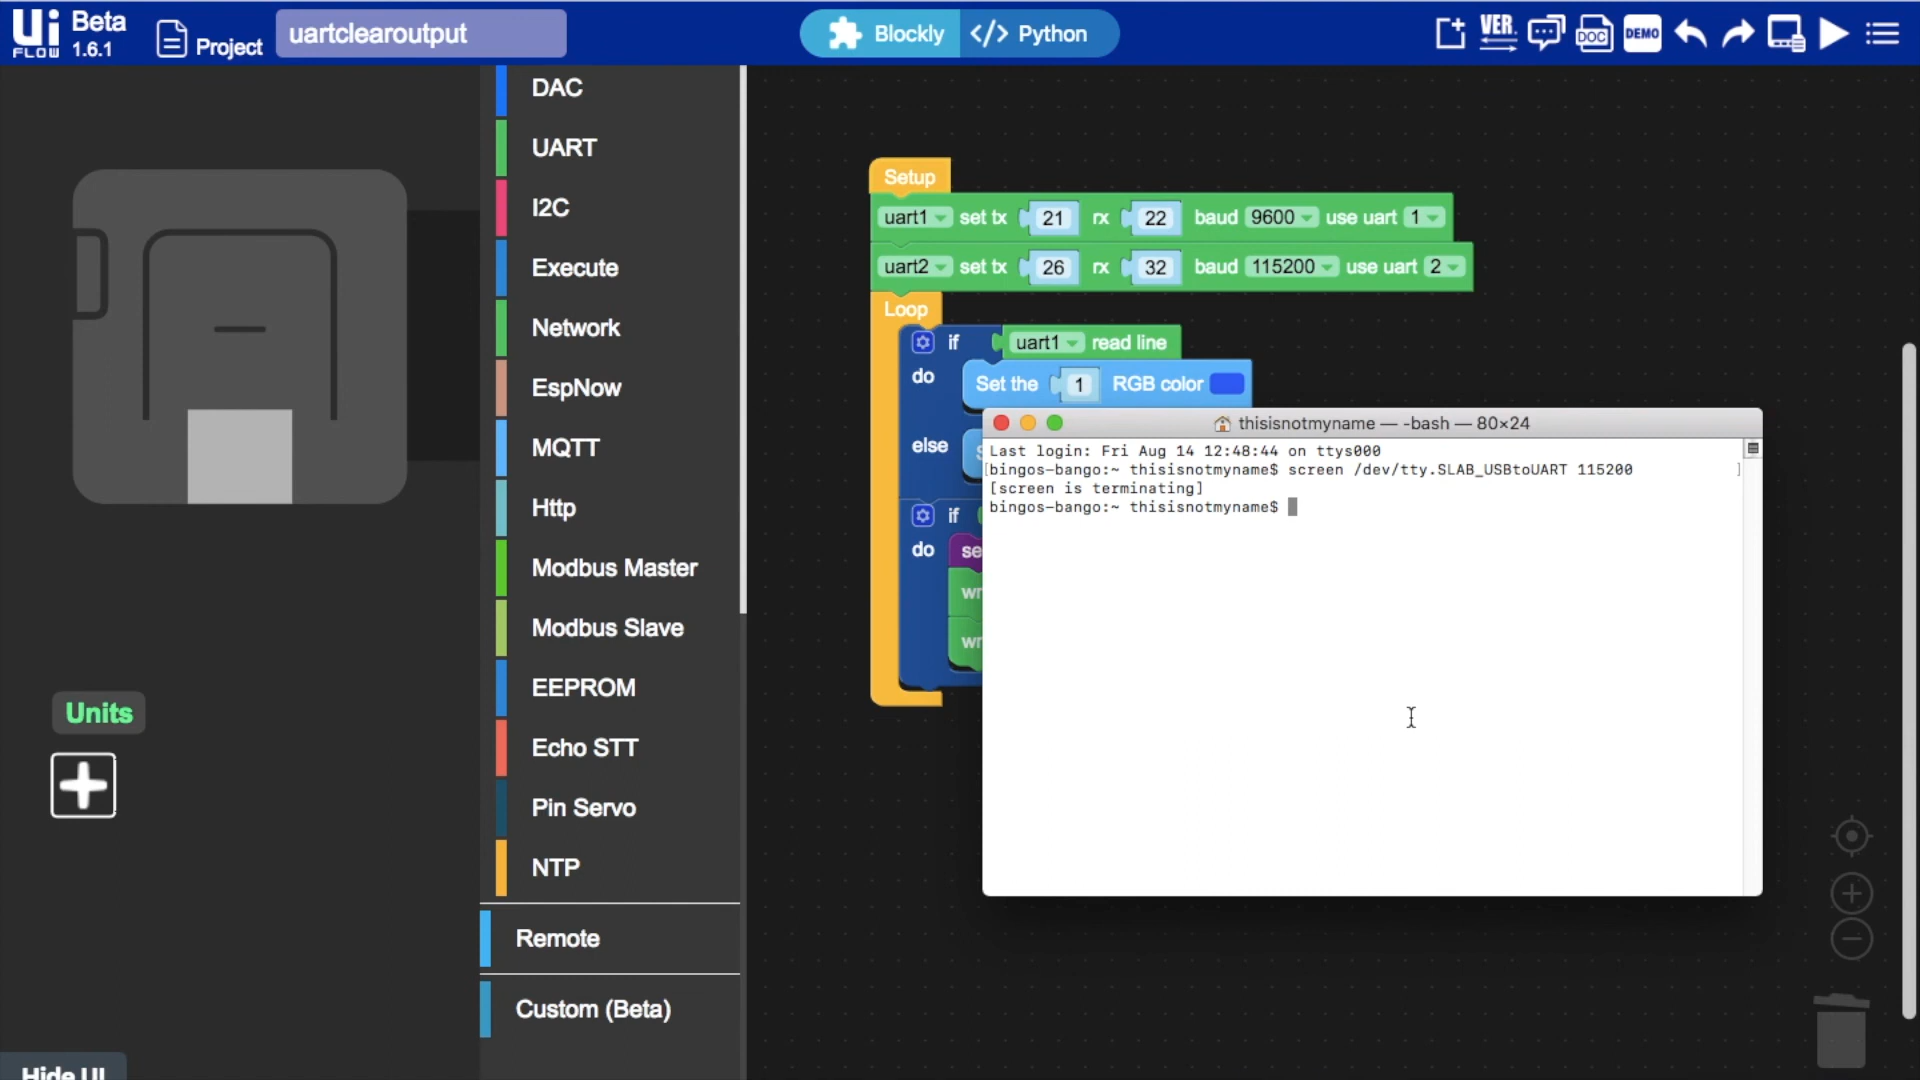 Ui FLOW Beta 1.6.1 Project uartclearoutput Blockly </> Python VER. DOC DEMO
DAC
UART
I2C
Execute
Network
EspNow
MQTT
Http
Modbus Master
Modbus Slave
EEPROM
Echo STT
Pin Servo
NTP
Remote
Custom (Beta)
Units
Hide UI
Setup
uart1 set tx 21 rx 22 baud 9600 use uart 1
uart2 set tx 26 rx 32 baud 115200 use uart 2
Loop
if uart1 read line
do Set the 1 RGB color
else S
if
do se
wr
wr
thisisnotmyname — -bash — 80×24
Last login: Fri Aug 14 12:48:44 on ttys000
[bingos-bango:~ thisisnotmyname$ screen /dev/tty.SLAB_USBtoUART 115200 ]
[screen is terminating]
bingos-bango:~ thisisnotmyname$